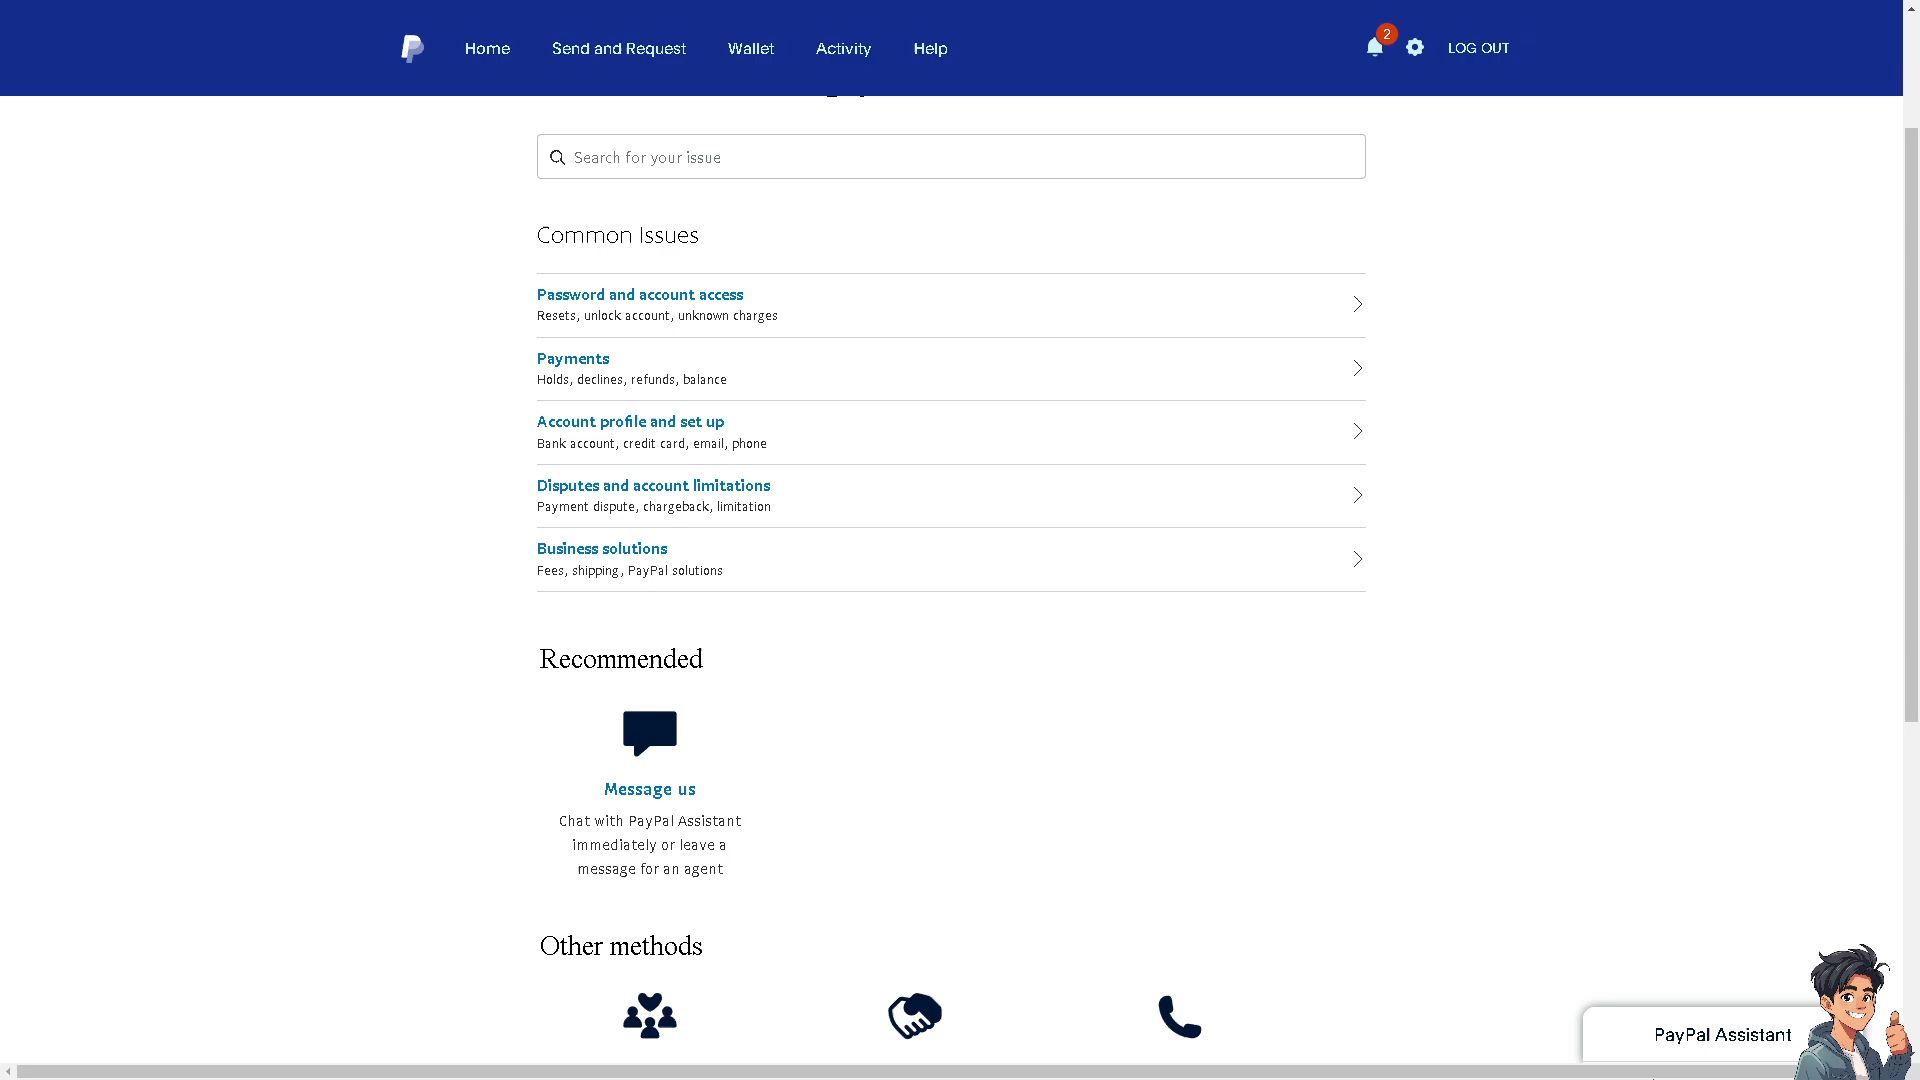 Home
Send and Request
Wallet
Activity
Help
2
LOG OUT
Search for your issue
Common Issues
Password and account access
Resets, unlock account, unknown charges
Payments
Holds, declines, refunds, balance
Account profile and set up
Bank account, credit card, email, phone
Disputes and account limitations
Payment dispute, chargeback, limitation
Business solutions
Fees, shipping, PayPal solutions
Recommended
Message us
Chat with PayPal Assistant
immediately or leave a
message for an agent
Other methods
PayPal Assistant